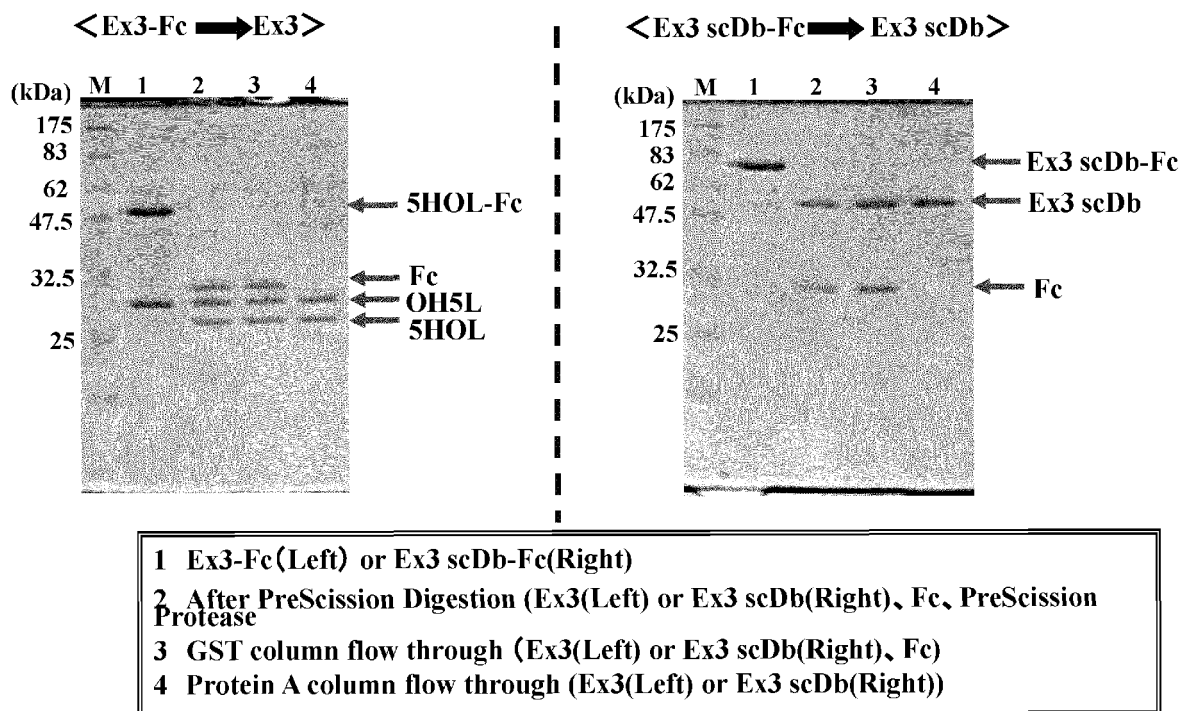 <Ex3-Fc ➡ Ex3>
M 1 2 3 4
(kDa)
175
83
62
47.5
32.5
25
5HOL-Fc
Fc
OH5L
5HOL
<Ex3 scDb-Fc ➡ Ex3 scDb>
M 1 2 3 4
(kDa)
175
83
62
47.5
32.5
25
Ex3 scDb-Fc
Ex3 scDb
Fc
1 Ex3-Fc(Left) or Ex3 scDb-Fc(Right)
2 After PreScission Digestion (Ex3(Left) or Ex3 scDb(Right)、Fc、PreScission
Protease
3 GST column flow through (Ex3(Left) or Ex3 scDb(Right)、Fc)
4 Protein A column flow through (Ex3(Left) or Ex3 scDb(Right))